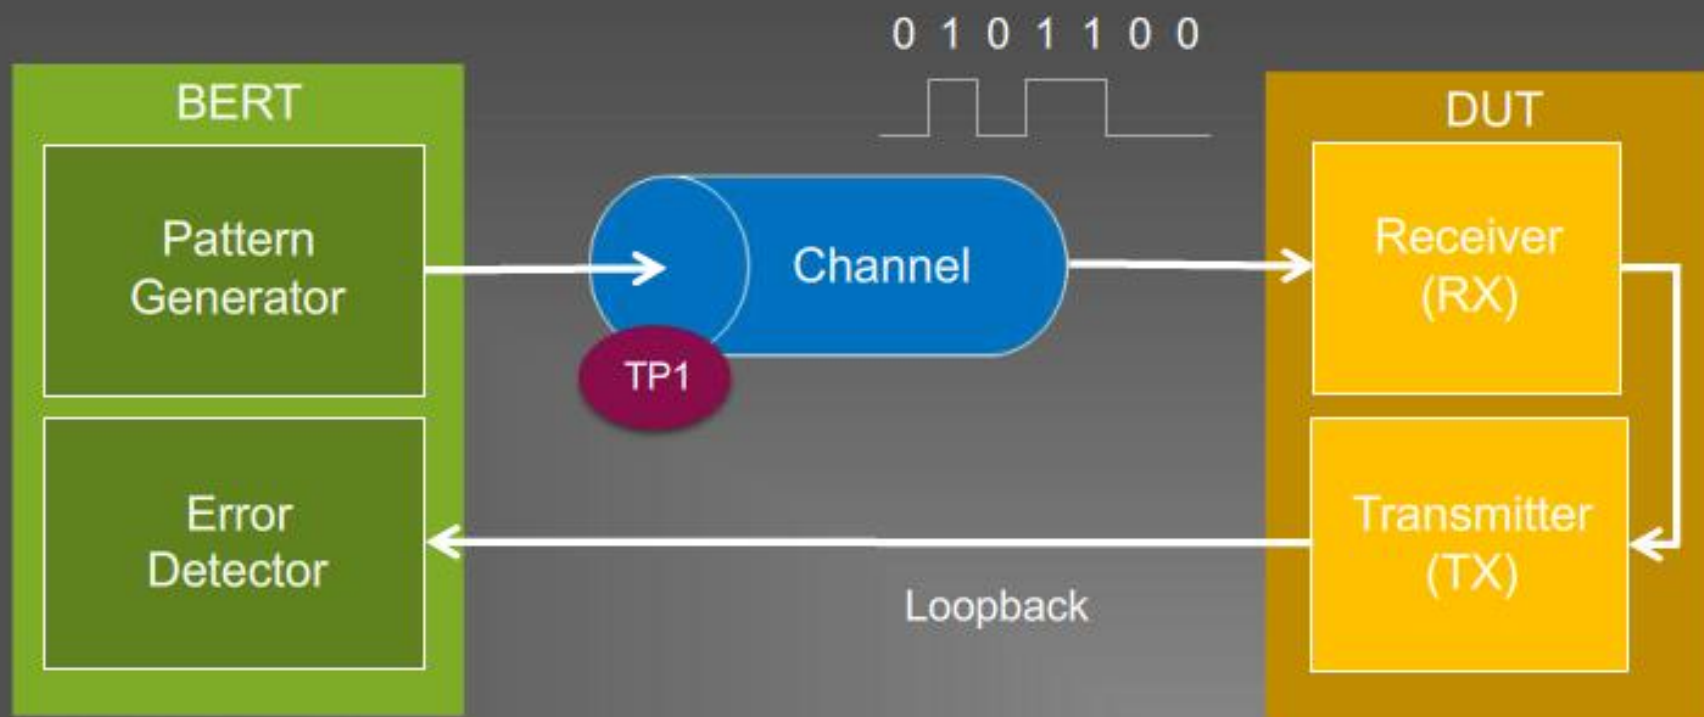 0 1 0 1 1 0 0
BERT
DUT
Pattern
Generator
Channel
Receiver
(RX)
TP1
Error
Detector
Transmitter
(TX)
Loopback